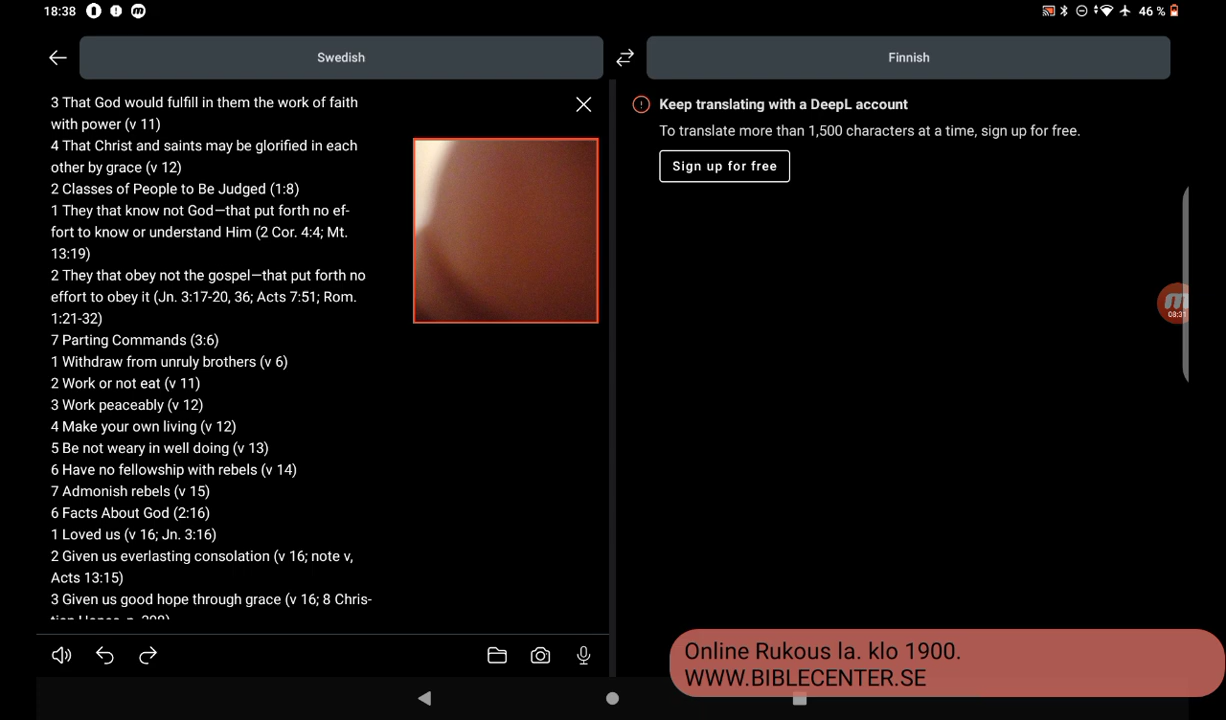 18:38
46 %
Swedish
Finnish
3 That God would fulfill in them the work of faith
with power (v 11)
4 That Christ and saints may be glorified in each
other by grace (v 12)
2 Classes of People to Be Judged (1:8)
1 They that know not God—that put forth no ef-
fort to know or understand Him (2 Cor. 4:4; Mt.
13:19)
2 They that obey not the gospel—that put forth no
effort to obey it (Jn. 3:17-20, 36; Acts 7:51; Rom.
1:21-32)
7 Parting Commands (3:6)
1 Withdraw from unruly brothers (v 6)
2 Work or not eat (v 11)
3 Work peaceably (v 12)
4 Make your own living (v 12)
5 Be not weary in well doing (v 13)
6 Have no fellowship with rebels (v 14)
7 Admonish rebels (v 15)
6 Facts About God (2:16)
1 Loved us (v 16; Jn. 3:16)
2 Given us everlasting consolation (v 16; note v,
Acts 13:15)
3 Given us good hope through grace (v 16; 8 Chris-
Keep translating with a DeepL account
To translate more than 1,500 characters at a time, sign up for free.
Sign up for free
08:31
Online Rukous la. klo 1900.
WWW.BIBLECENTER.SE